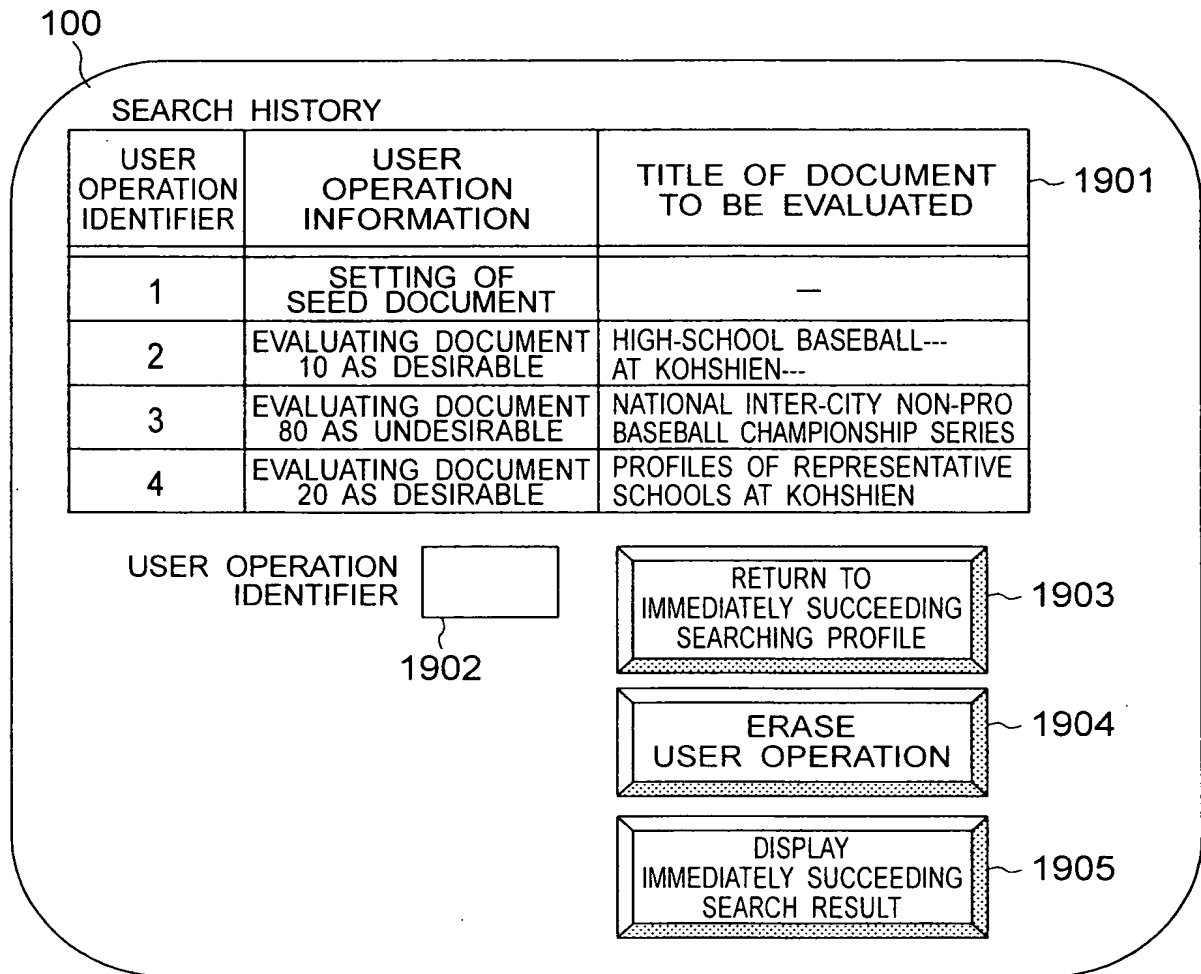 100
SEARCH HISTORY
USER
OPERATION
IDENTIFIER
USER
OPERATION
INFORMATION
TITLE OF DOCUMENT
TO BE EVALUATED
1901
1
SETTING OF
SEED DOCUMENT
—
2
EVALUATING DOCUMENT
10 AS DESIRABLE
HIGH-SCHOOL BASEBALL---
AT KOHSHIEN---
3
EVALUATING DOCUMENT
80 AS UNDESIRABLE
NATIONAL INTER-CITY NON-PRO
BASEBALL CHAMPIONSHIP SERIES
4
EVALUATING DOCUMENT
20 AS DESIRABLE
PROFILES OF REPRESENTATIVE
SCHOOLS AT KOHSHIEN
USER OPERATION
IDENTIFIER
1902
RETURN TO
IMMEDIATELY SUCCEEDING
SEARCHING PROFILE
1903
ERASE
USER OPERATION
1904
DISPLAY
IMMEDIATELY SUCCEEDING
SEARCH RESULT
1905